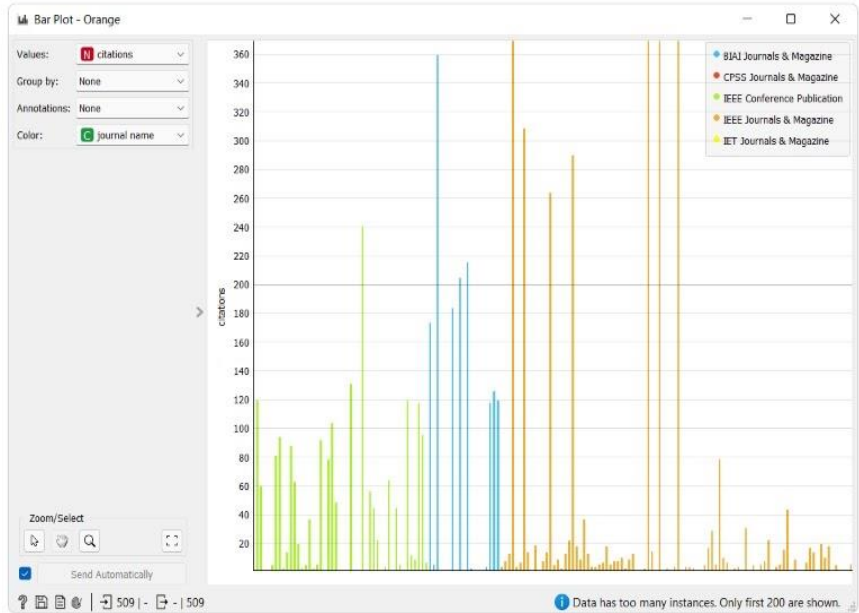 Bar Plot - Orange
Values: N citations
Group by: None
Annotations: None
Color: C journal name
360
340
320
300
280
260
240
220
200
180
160
140
120
100
80
60
40
20
citations
BIAI Journals & Magazine
CPSS Journals & Magazine
IEEE Conference Publication
IEEE Journals & Magazine
IET Journals & Magazine
Zoom/Select
Send Automatically
? 509 | - - | 509
Data has too many instances. Only first 200 are shown.